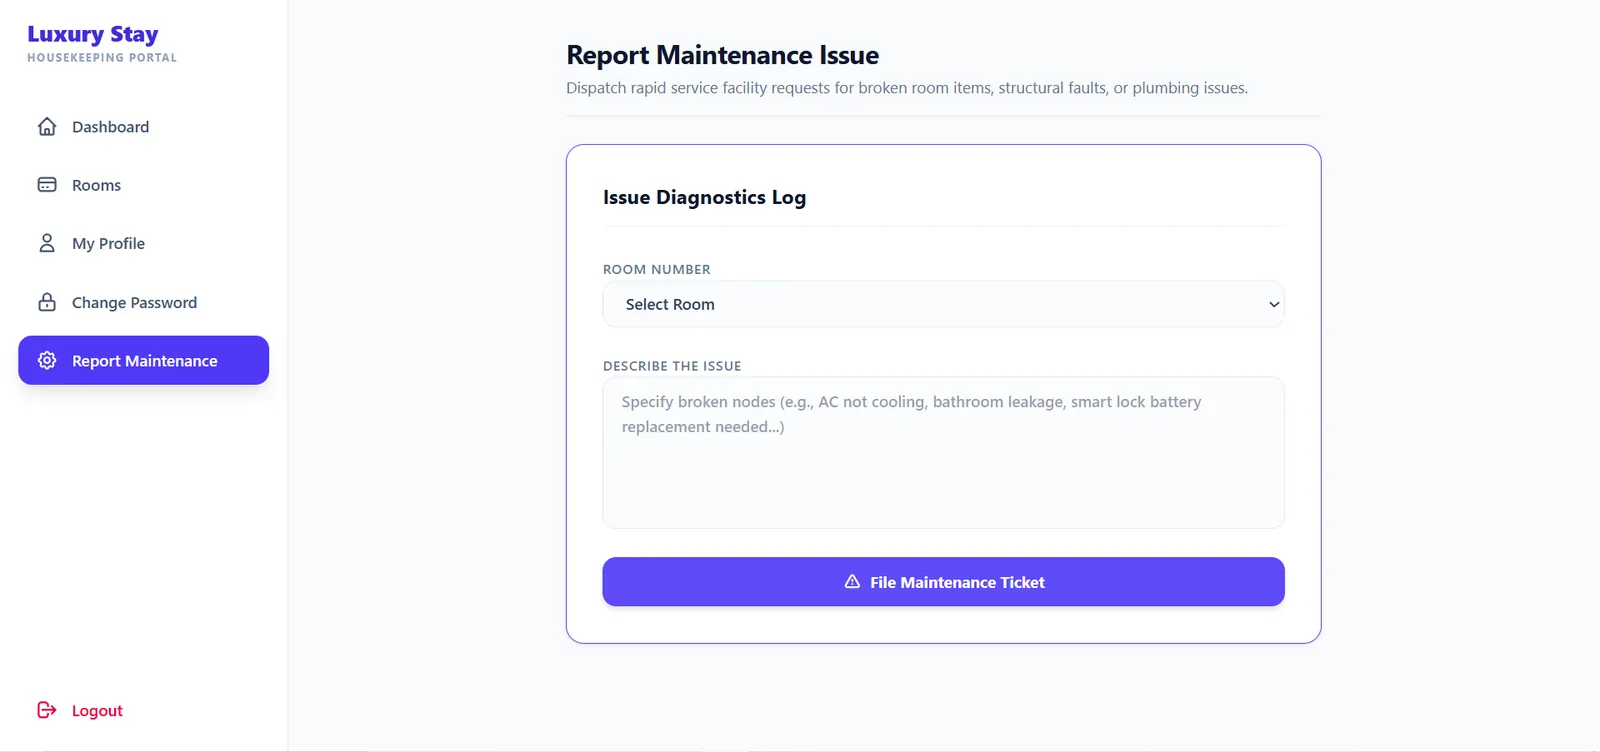 Luxury Stay
HOUSEKEEPING PORTAL
Dashboard
Rooms
My Profile
Change Password
Report Maintenance
Logout
Report Maintenance Issue
Dispatch rapid service facility requests for broken room items, structural faults, or plumbing issues.
Issue Diagnostics Log
ROOM NUMBER
Select Room
DESCRIBE THE ISSUE
Specify broken nodes (e.g., AC not cooling, bathroom leakage, smart lock battery
replacement needed...)
File Maintenance Ticket